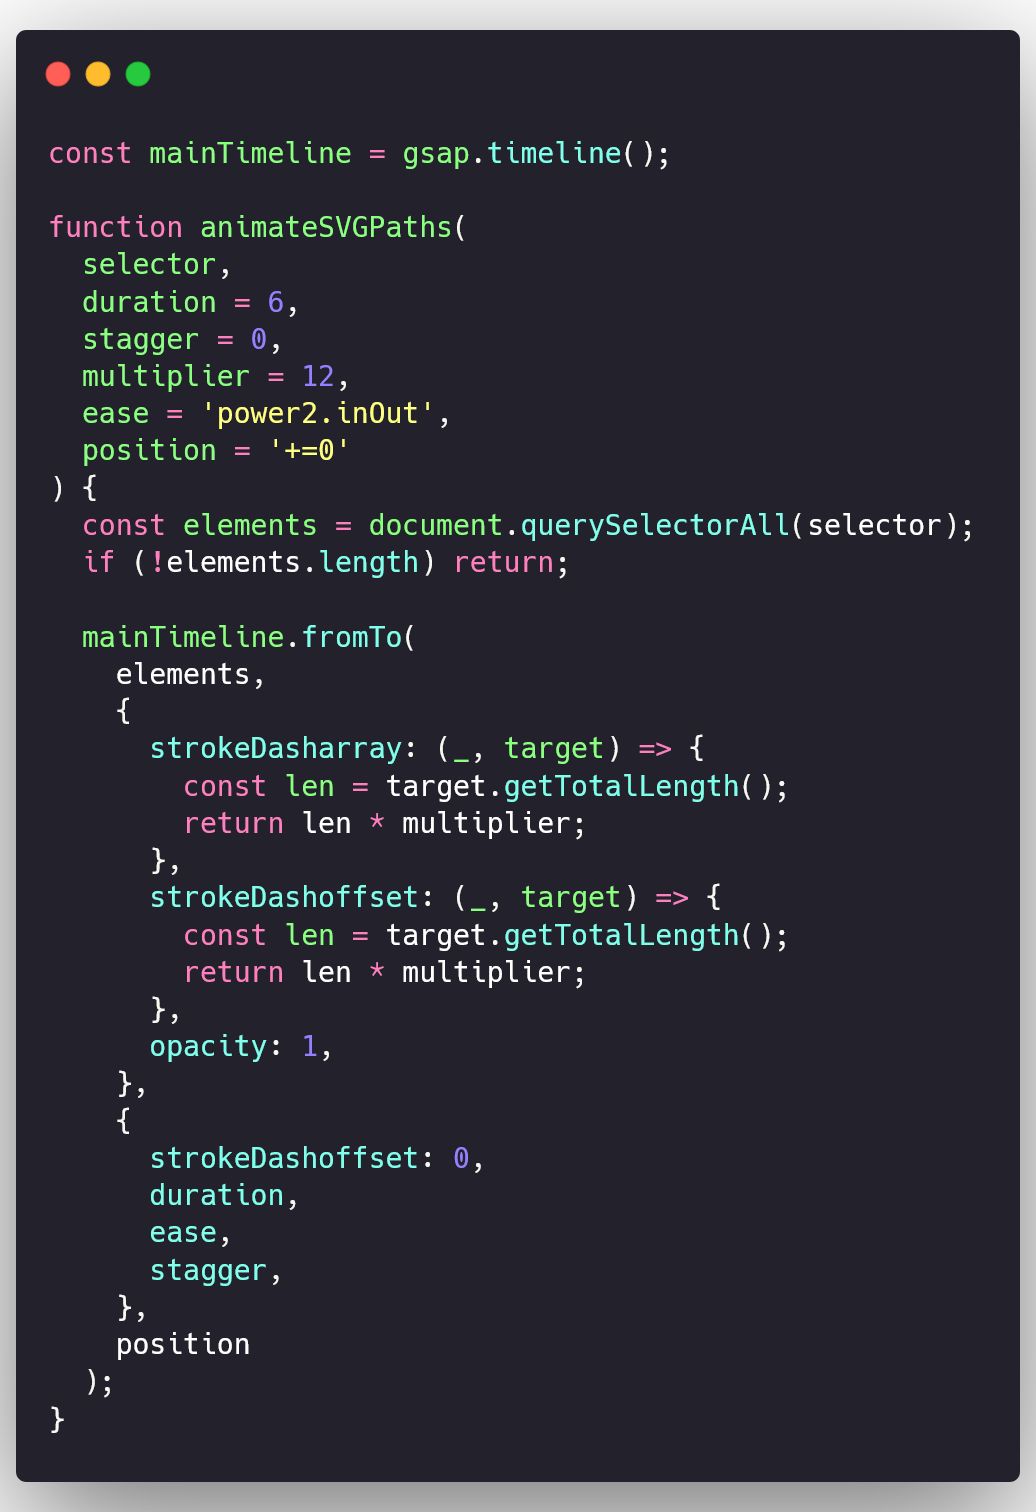 const mainTimeline = gsap.timeline();

function animateSVGPaths(
  selector,
  duration = 6,
  stagger = 0,
  multiplier = 12,
  ease = 'power2.inOut',
  position = '+=0'
) {
  const elements = document.querySelectorAll(selector);
  if (!elements.length) return;

  mainTimeline.fromTo(
    elements,
    {
      strokeDasharray: (_, target) => {
        const len = target.getTotalLength();
        return len * multiplier;
      },
      strokeDashoffset: (_, target) => {
        const len = target.getTotalLength();
        return len * multiplier;
      },
      opacity: 1,
    },
    {
      strokeDashoffset: 0,
      duration,
      ease,
      stagger,
    },
    position
  );
}